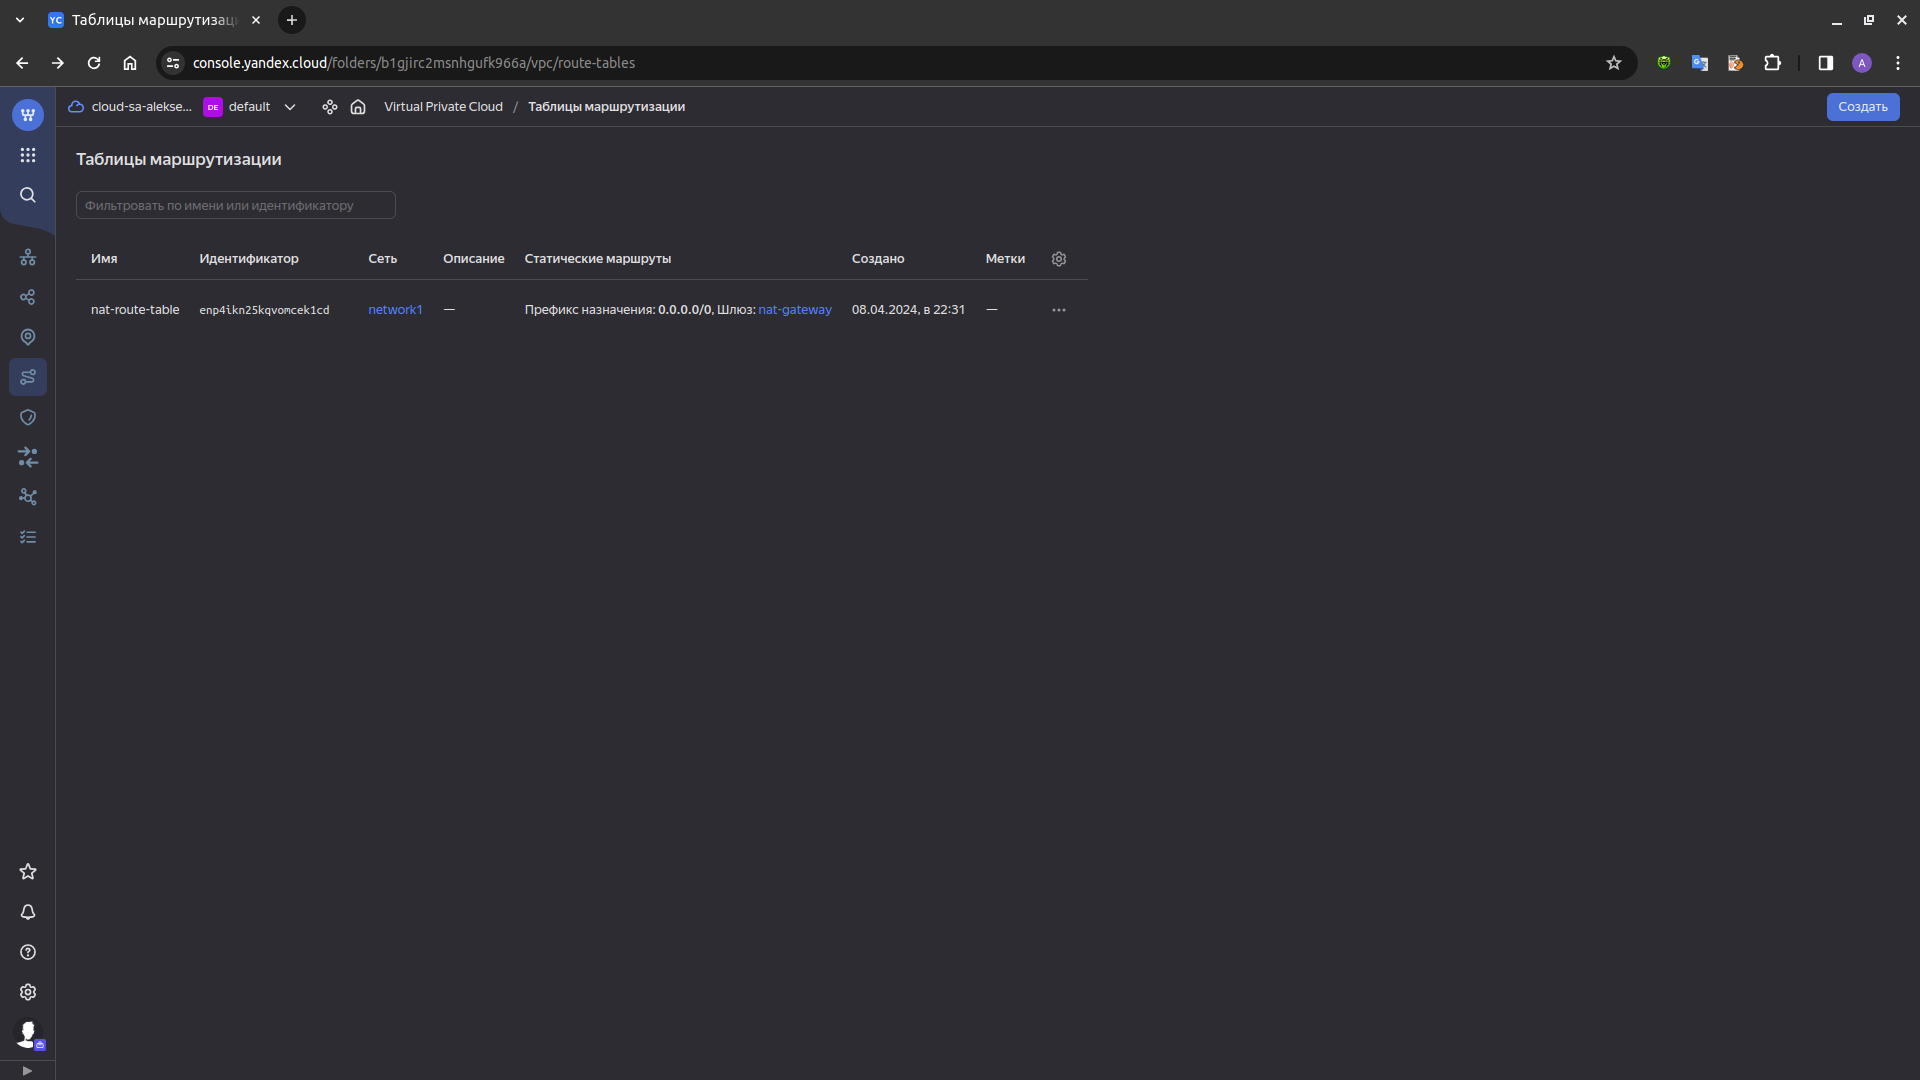 YC Таблицы маршрутизаци
console.yandex.cloud/folders/b1gjirc2msnhgufk966a/vpc/route-tables
A
cloud-sa-alekse... DE default Virtual Private Cloud / Таблицы маршрутизации Создать
Таблицы маршрутизации
Фильтровать по имени или идентификатору
Имя Идентификатор Сеть Описание Статические маршруты Создано Метки
nat-route-table enp4ikn25kqvomcek1cd network1 — Префикс назначения: 0.0.0.0/0, Шлюз: nat-gateway 08.04.2024, в 22:31 —